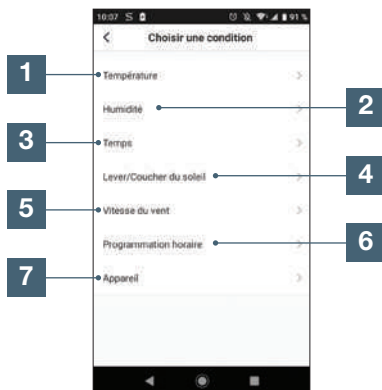 16:07 S 91 %
Choisir une condition
1 Température
Humidité 2
3 Temps
Lever/Coucher du soleil 4
5 Vitesse du vent
Programmation horaire 6
7 Appareil